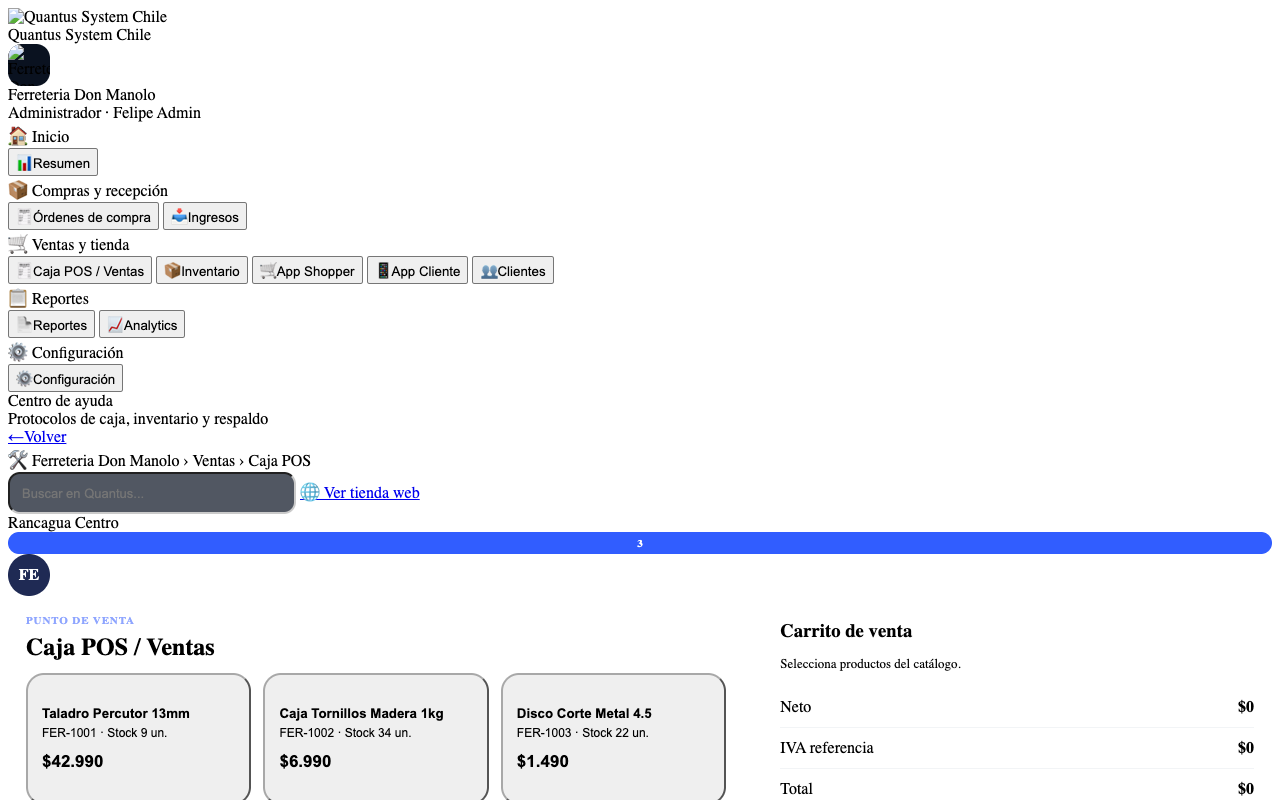 Quantus System Chile
Quantus System Chile
Ferreteria Don Manolo
Administrador · Felipe Admin
🏠 Inicio
📊Resumen
📦 Compras y recepción
🧾Órdenes de compra 📥Ingresos
🛒 Ventas y tienda
🧾Caja POS / Ventas 📦Inventario 🛒App Shopper 📱App Cliente 👥Clientes
📋 Reportes
Reportes 📈Analytics
⚙️ Configuración
⚙️Configuración
Centro de ayuda
Protocolos de caja, inventario y respaldo
←Volver
🛠️ Ferreteria Don Manolo › Ventas › Caja POS
Buscar en Quantus... 🌐 Ver tienda web
Rancagua Centro
3
FE
PUNTO DE VENTA
Caja POS / Ventas
Taladro Percutor 13mm
FER-1001 · Stock 9 un.
$42.990
Caja Tornillos Madera 1kg
FER-1002 · Stock 34 un.
$6.990
Disco Corte Metal 4.5
FER-1003 · Stock 22 un.
$1.490
Carrito de venta
Selecciona productos del catálogo.
Neto $0
IVA referencia $0
Total $0